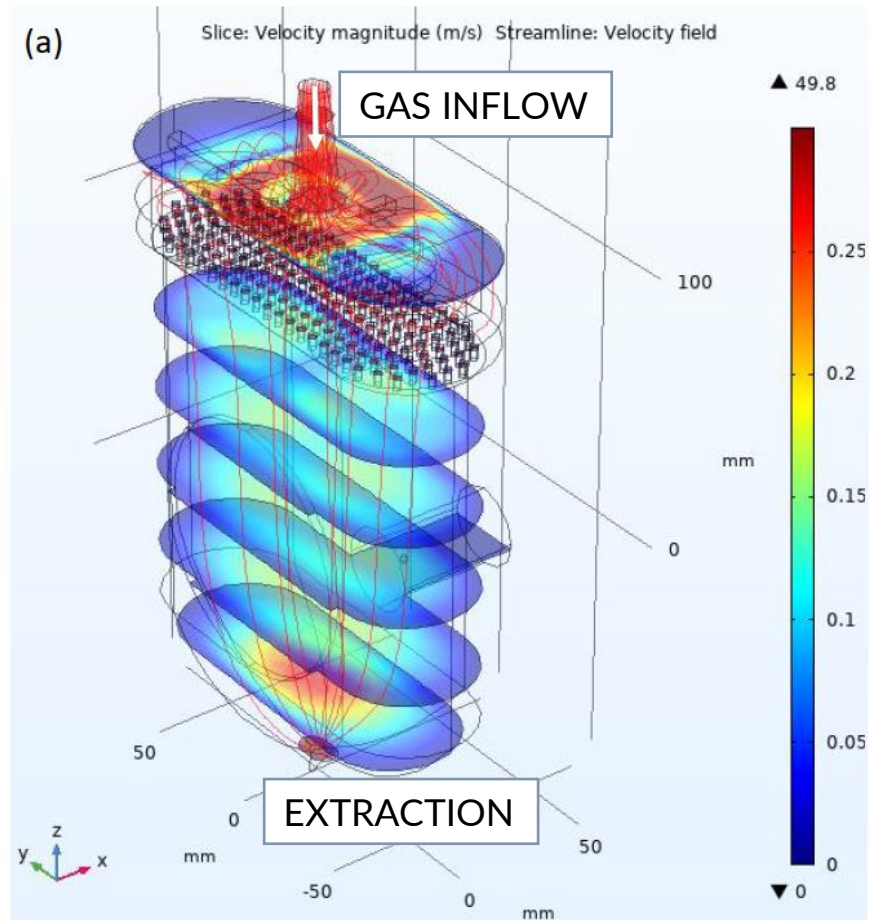 (a)
Slice: Velocity magnitude (m/s) Streamline: Velocity field
▲ 49.8
GAS INFLOW
0.25
100
0.2
mm
0.15
0
0.1
0.05
50
EXTRACTION
0
0
mm
50
-50
0
mm
▼ 0
z
y
x